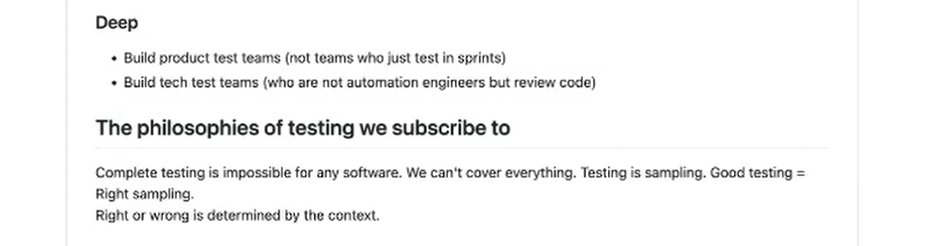 Deep
• Build product test teams (not teams who just test in sprints)
• Build tech test teams (who are not automation engineers but review code)
The philosophies of testing we subscribe to
Complete testing is impossible for any software. We can't cover everything. Testing is sampling. Good testing =
Right sampling.
Right or wrong is determined by the context.